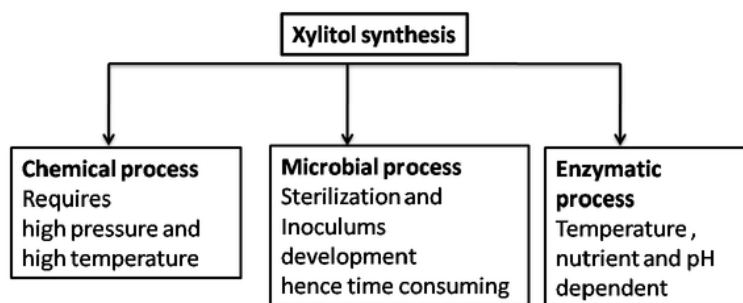 Xylitol synthesis
Chemical process
Requires
high pressure and
high temperature
Microbial process
Sterilization and
Inoculums
development
hence time consuming
Enzymatic
process
Temperature ,
nutrient and pH
dependent